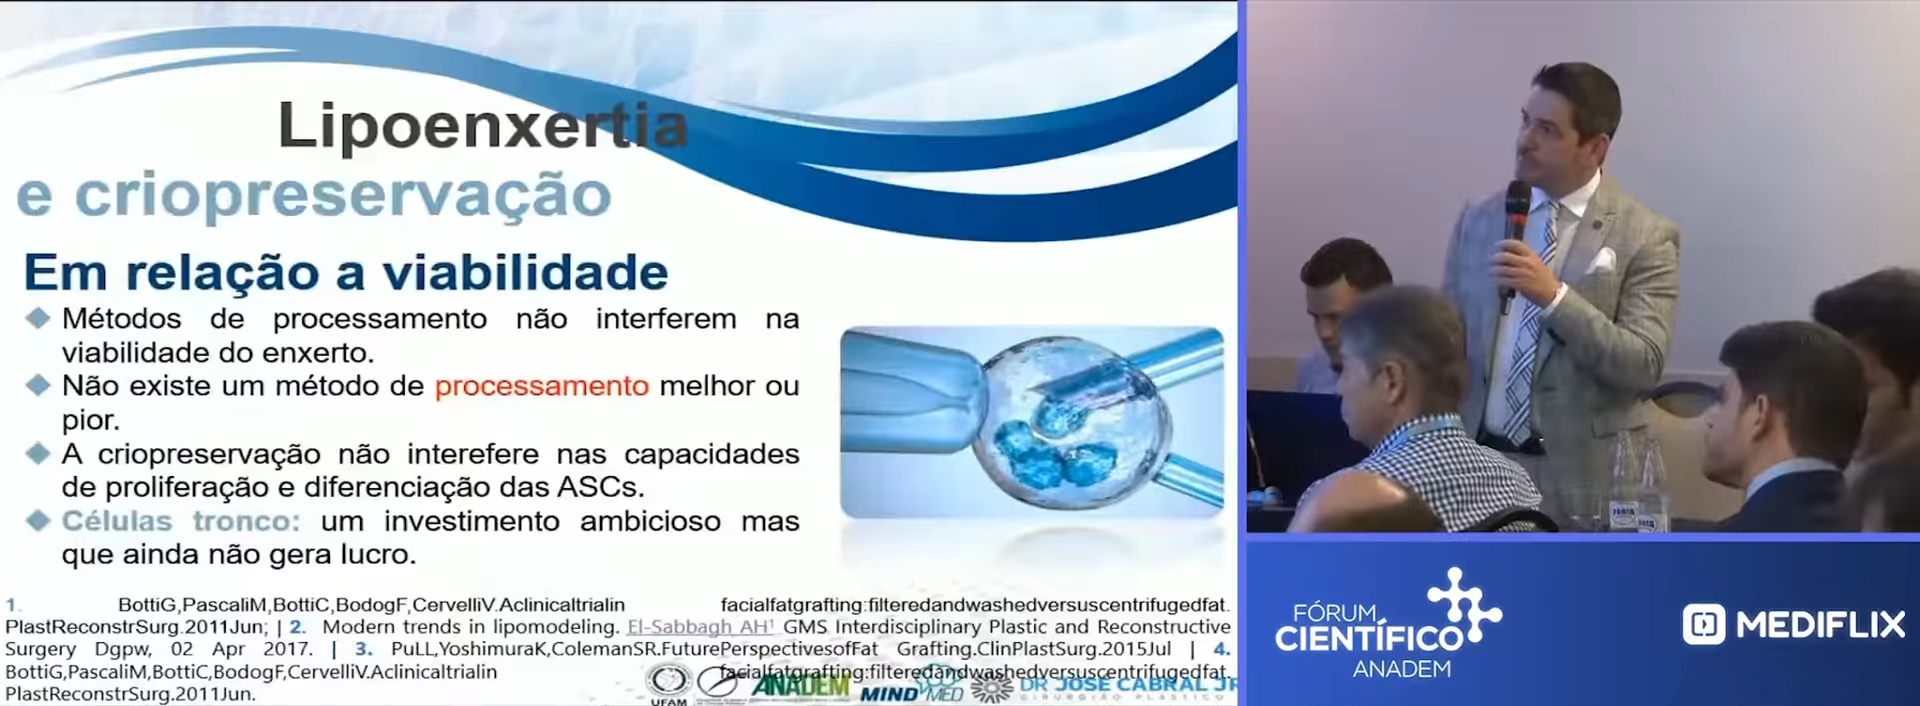 Lipoenxertia
e criopreservação
Em relação a viabilidade
Métodos de processamento não interferem na
viabilidade do enxerto.
Não existe um método de processamento melhor ou
pior.
A criopreservação não interefere nas capacidades
de proliferação e diferenciação das ASCs.
Células tronco: um investimento ambicioso mas
que ainda não gera lucro.
1. BottiG,PascaliM,BottiC,BodogF,CervelliV.Aclinicaltrialin facialfatgrafting:filteredandwashedversuscentrifugedfat.
PlastReconstrSurg.2011Jun; | 2. Modern trends in lipomodeling. El-Sabbagh AH¹ GMS Interdisciplinary Plastic and Reconstructive
Surgery Dgpw, 02 Apr 2017. | 3. PuLL,YoshimuraK,ColemanSR.FuturePerspectivesofFat Grafting.ClinPlastSurg.2015Jul | 4.
BottiG,PascaliM,BottiC,BodogF,CervelliV.Aclinicaltrialin facialfatgrafting:filteredandwashedversuscentrifugedfat.
PlastReconstrSurg.2011Jun.
UFAM
ANADEM
MIND MED
DR JOSÉ CABRAL JR
CIRURGIÃO PLÁSTICO
FÓRUM
CIENTÍFICO
ANADEM
MEDIFLIX